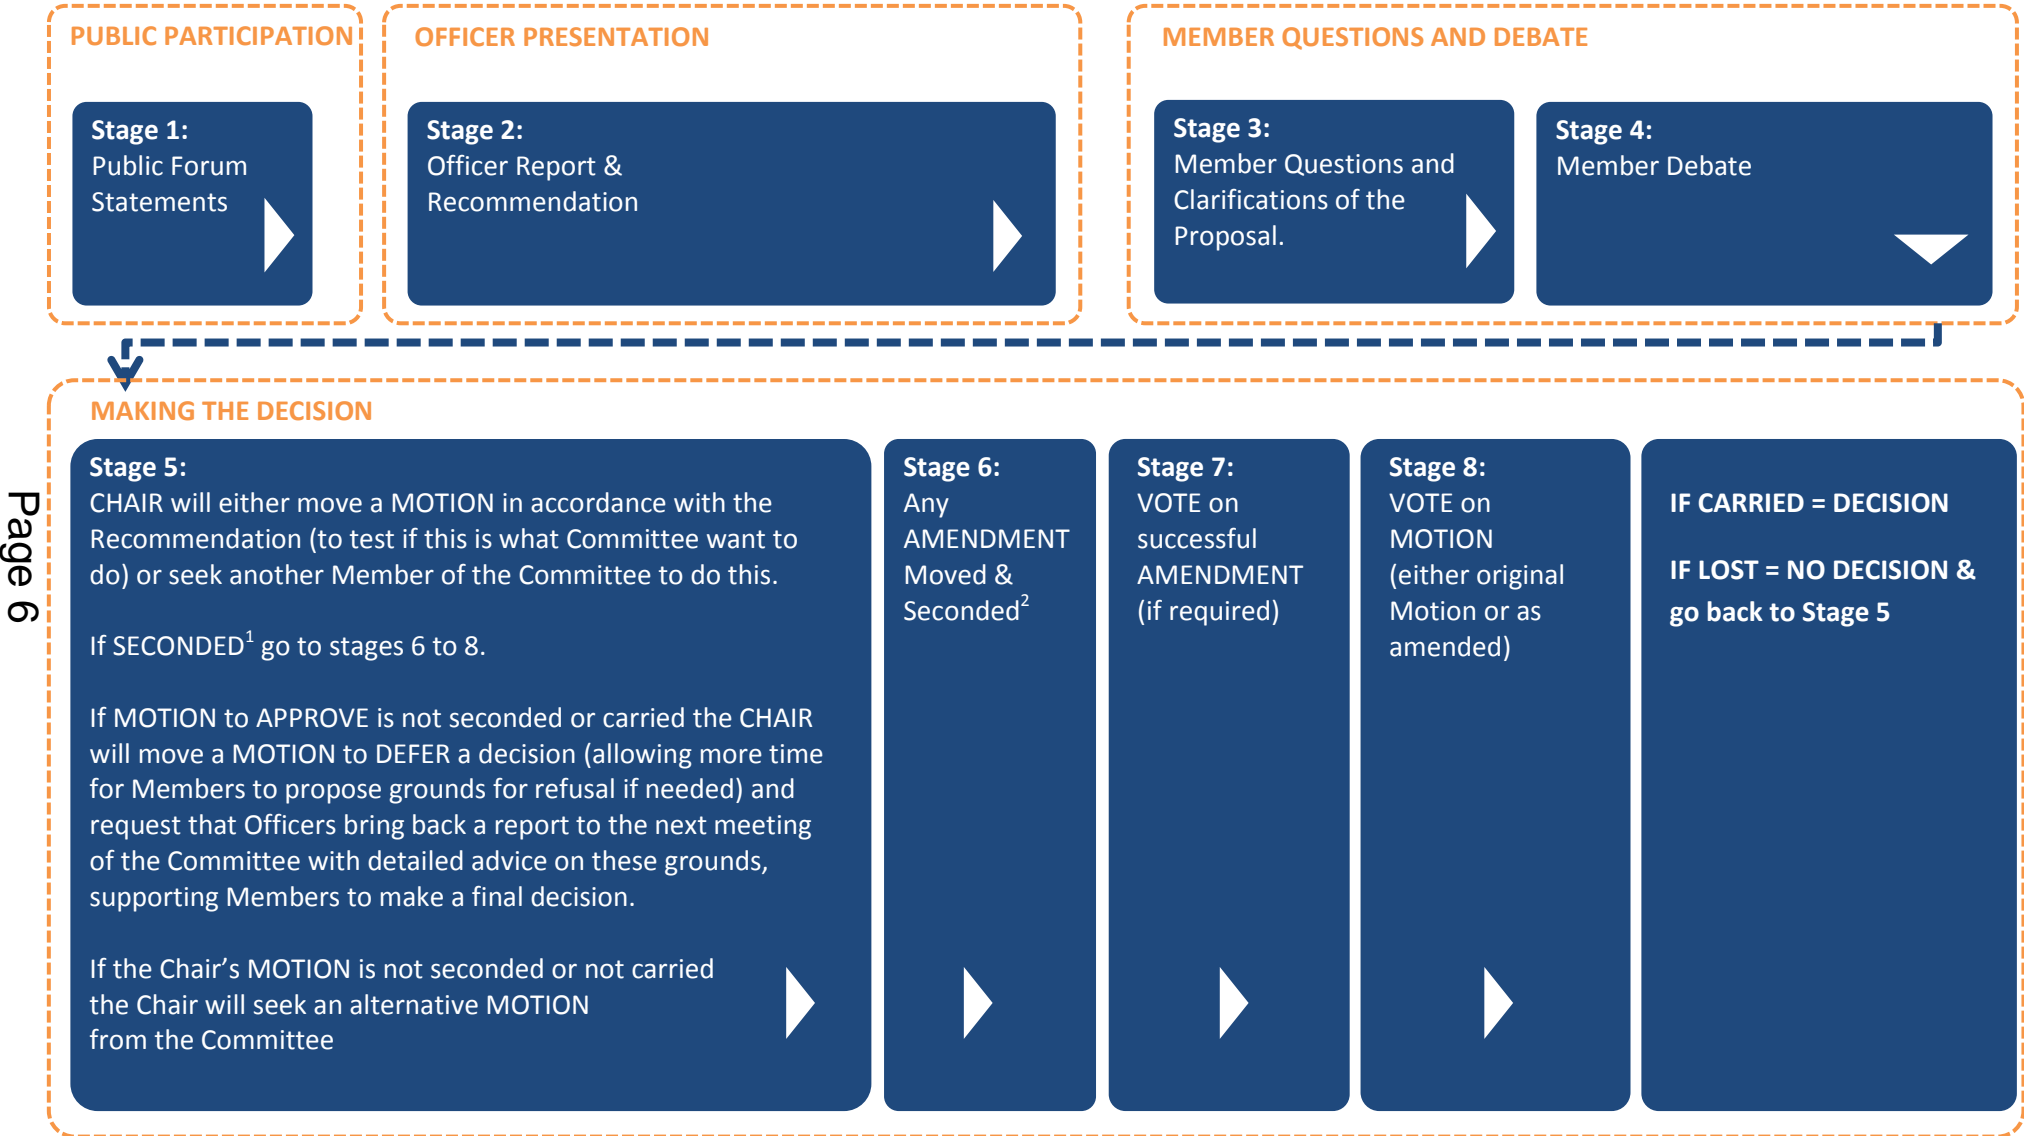 PUBLIC PARTICIPATION
Stage 1:
Public Forum
Statements
OFFICER PRESENTATION
Stage 2:
Officer Report &
Recommendation
MEMBER QUESTIONS AND DEBATE
Stage 3:
Member Questions and
Clarifications of the
Proposal.
Stage 4:
Member Debate
MAKING THE DECISION
Stage 5:
CHAIR will either move a MOTION in accordance with the
Recommendation (to test if this is what Committee want to
do) or seek another Member of the Committee to do this.
If SECONDED1 go to stages 6 to 8.
If MOTION to APPROVE is not seconded or carried the CHAIR
will move a MOTION to DEFER a decision (allowing more time
for Members to propose grounds for refusal if needed) and
request that Officers bring back a report to the next meeting
of the Committee with detailed advice on these grounds,
supporting Members to make a final decision.
If the Chair’s MOTION is not seconded or not carried
the Chair will seek an alternative MOTION
from the Committee
Stage 6:
Any
AMENDMENT
Moved &
Seconded2
Stage 7:
VOTE on
successful
AMENDMENT
(if required)
Stage 8:
VOTE on
MOTION
(either original
Motion or as
amended)
IF CARRIED = DECISION
IF LOST = NO DECISION &
go back to Stage 5
Page 6